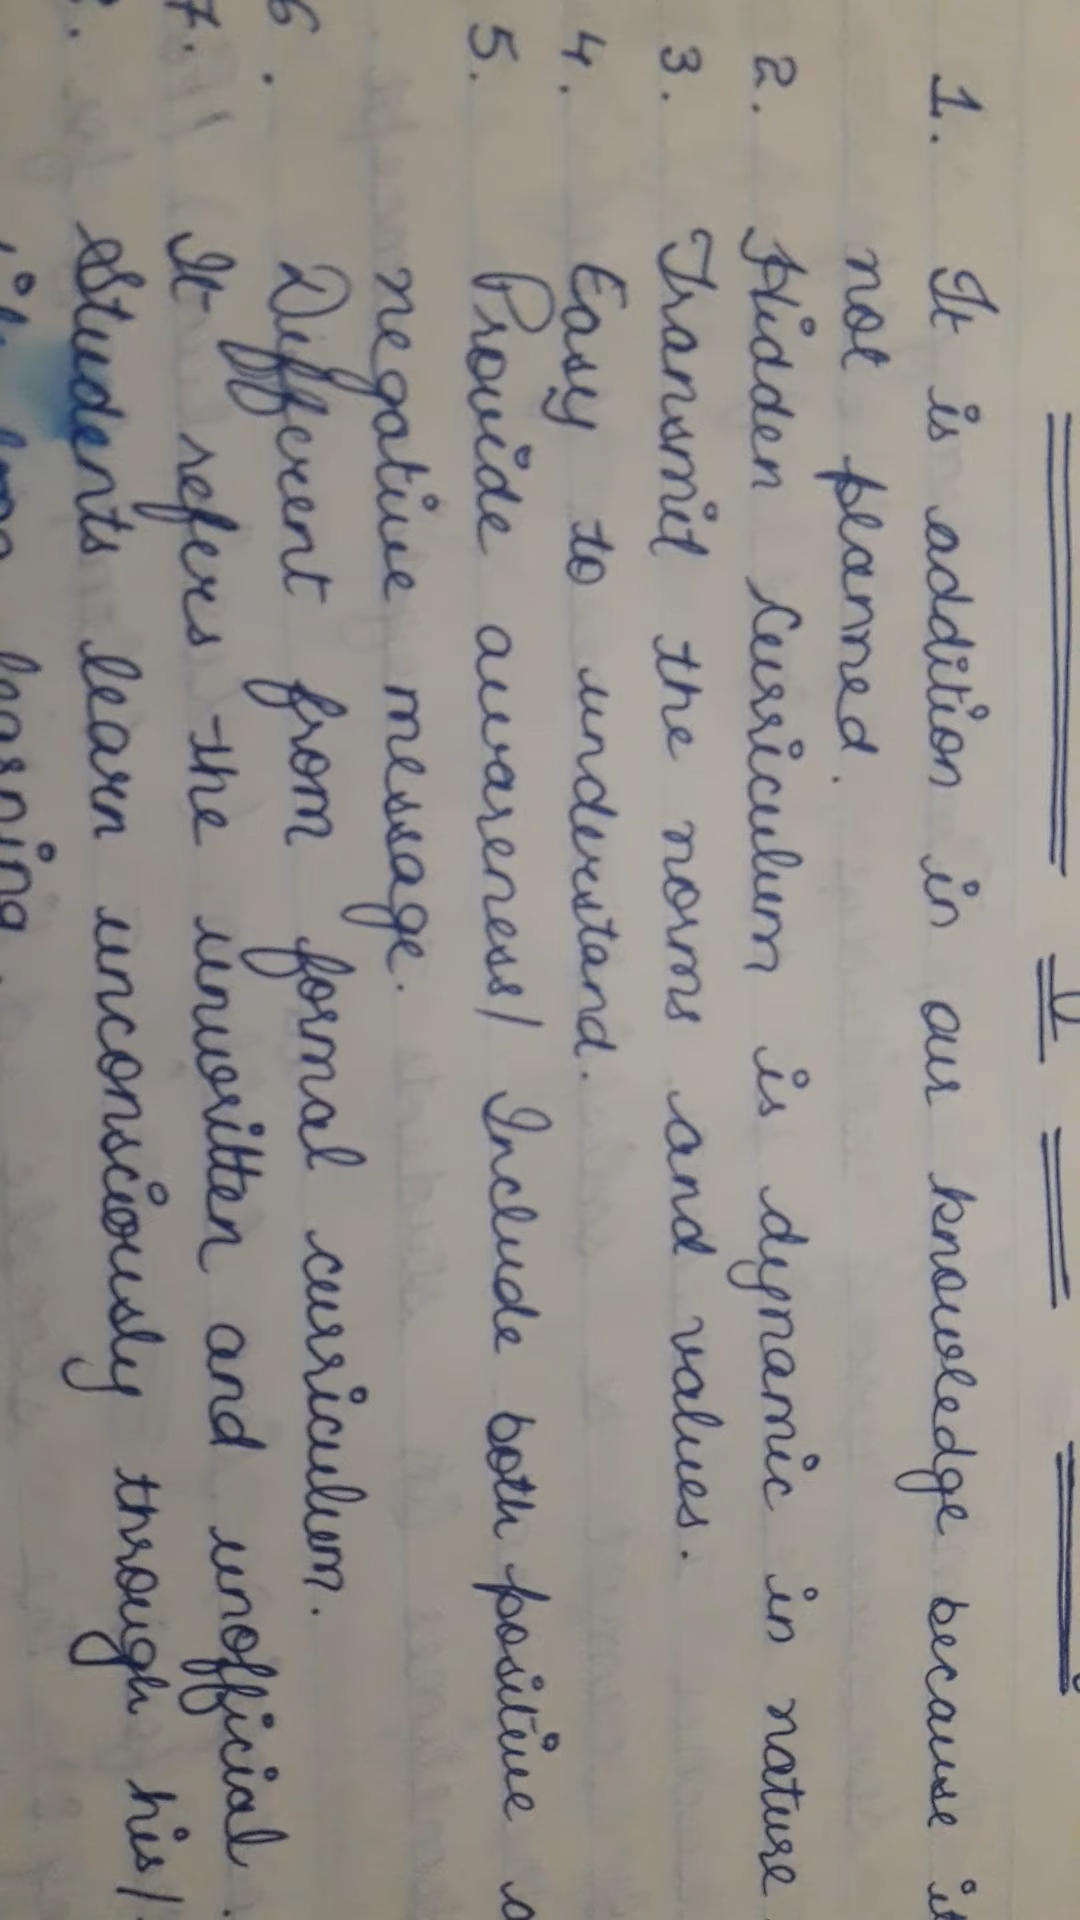 1. It is addition in our knowledge because it
not planned.
2. Hidden Curriculum is dynamic in nature
3. Transmit the norms and values.
4. Easy to understand.
5. Provide awareness/ Include both positive
negative message.
6. Different from formal curriculum.
7. It refers the unwritten and unofficial.
Students learn unconsciously through his/